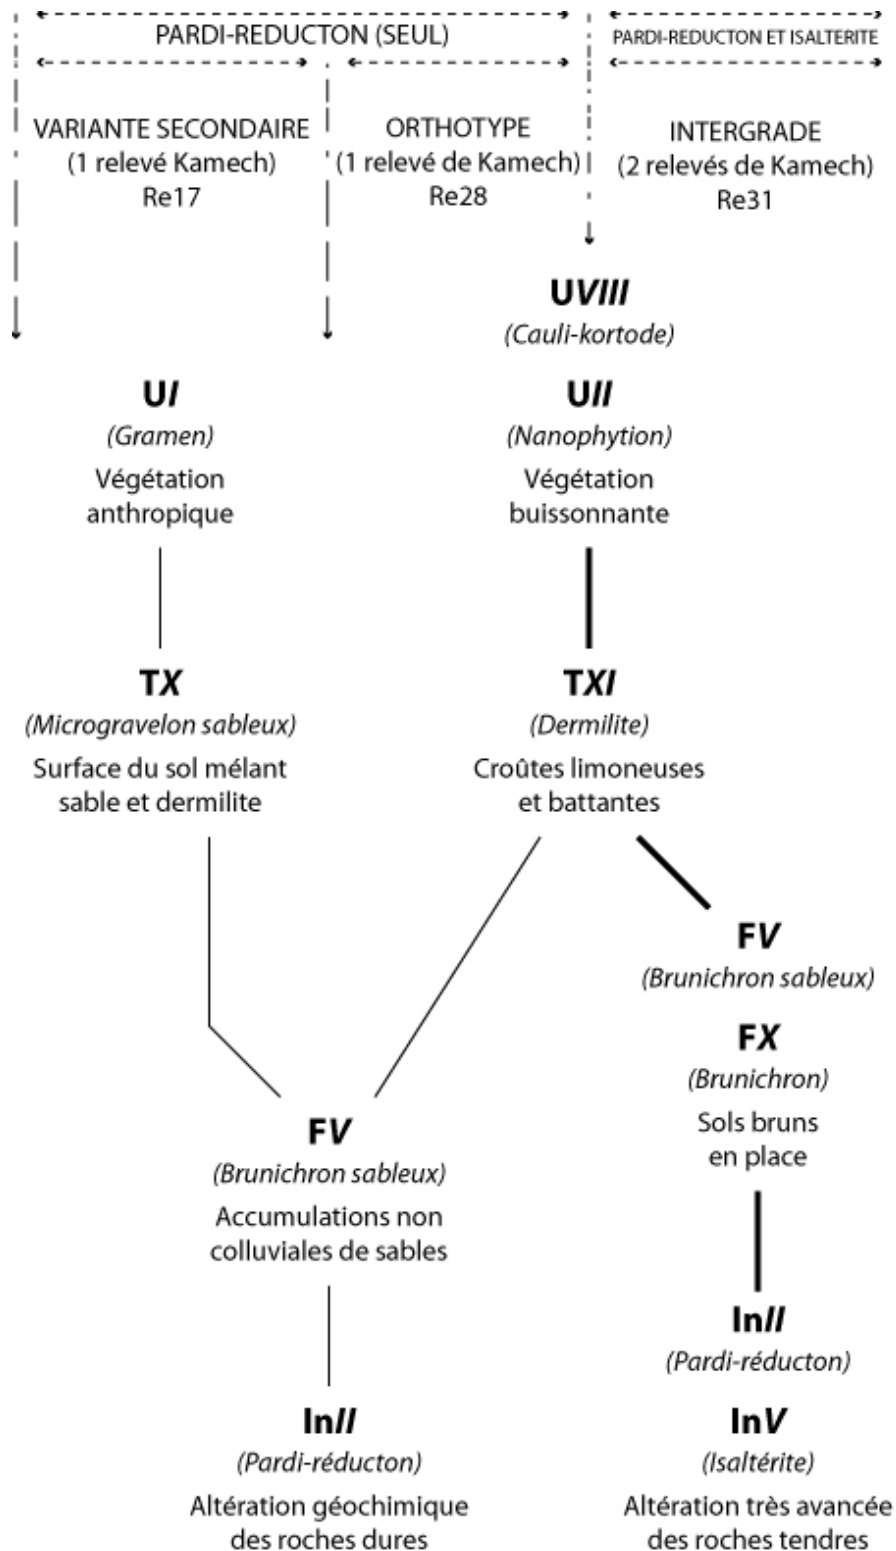 PARDI-REDUCTON (SEUL)
PARDI-REDUCTON ET ISALTERITE
VARIANTE SECONDAIRE
(1 relevé Kamech)
Re17
ORTHOTYPE
(1 relevé de Kamech)
Re28
INTERGRADE
(2 relevés de Kamech)
Re31
UVIII
(Cauli-kortode)
UI
(Gramen)
Végétation
anthropique
UII
(Nanophytion)
Végétation
buissonnante
TX
(Microgravelon sableux)
Surface du sol mélant
sable et dermilite
TXI
(Dermilite)
Croûtes limoneuses
et battantes
FV
(Brunichron sableux)
FX
(Brunichron)
Sols bruns
en place
FV
(Brunichron sableux)
Accumulations non
colluviales de sables
InII
(Pardi-réducton)
InII
(Pardi-réducton)
Altération géochimique
des roches dures
InV
(Isaltérite)
Altération très avancée
des roches tendres